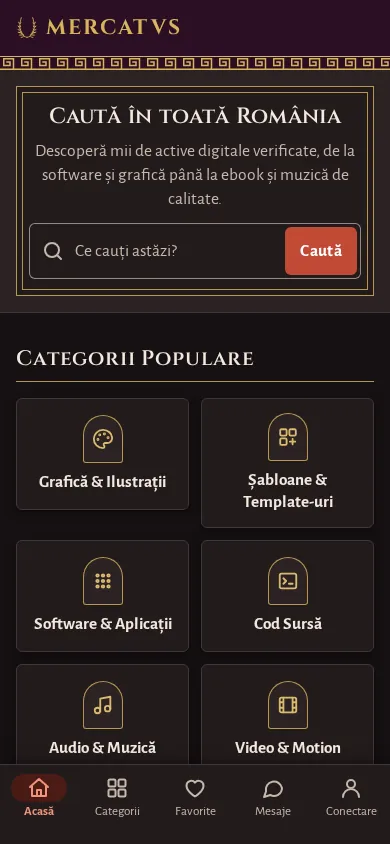 MERCATVS
Caută în toată România
Descoperă mii de active digitale verificate, de la
software și grafică până la ebook și muzică de
calitate.
Ce cauți astăzi?
Caută
Categorii Populare
Grafică & Ilustrații
Șabloane &
Template-uri
Software & Aplicații
Cod Sursă
Audio & Muzică
Video & Motion
Acasă
Categorii
Favorite
Mesaje
Conectare